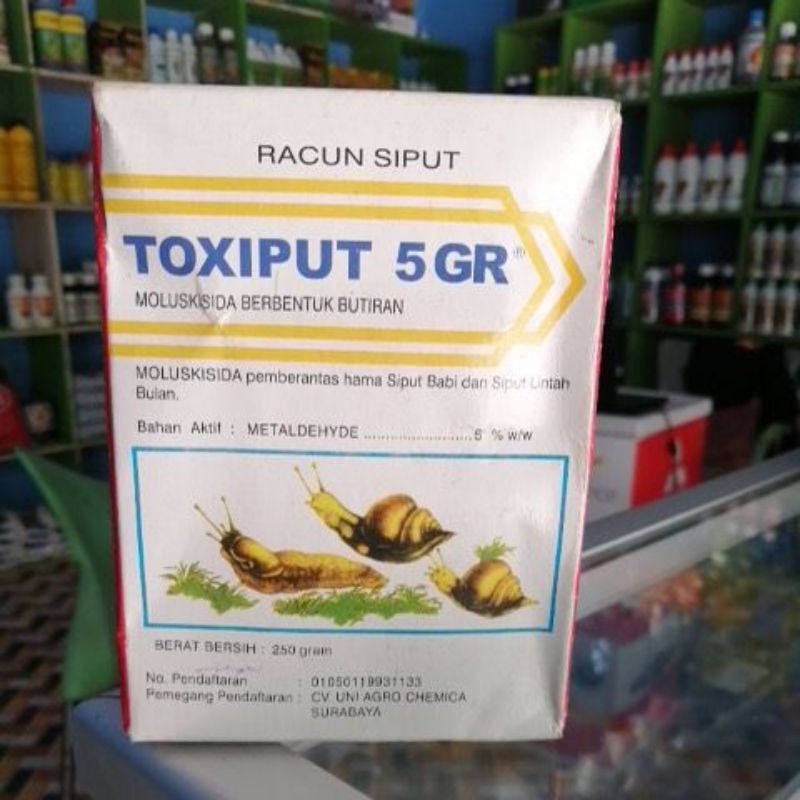 RACUN SIPUT
TOXIPUT 5GR®
MOLUSKISIDA BERBENTUK BUTIRAN
MOLUSKISIDA pemberantas hama Siput Babi dan Siput Lintah
Bulan.
Bahan Aktif : METALDEHYDE ........................5 % w/w
BERAT BERSIH : 250 gram
No. Pendaftaran : 01050119931133
Pemegang Pendaftaran : CV. UNI AGRO CHEMICA
SURABAYA